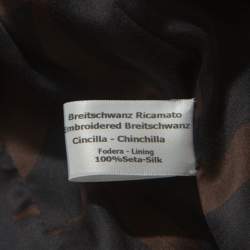 Breitschwanz Ricamato
Embroidered Breitschwanz
Cincilla - Chinchilla
Fodera - Lining
100%Seta-Silk